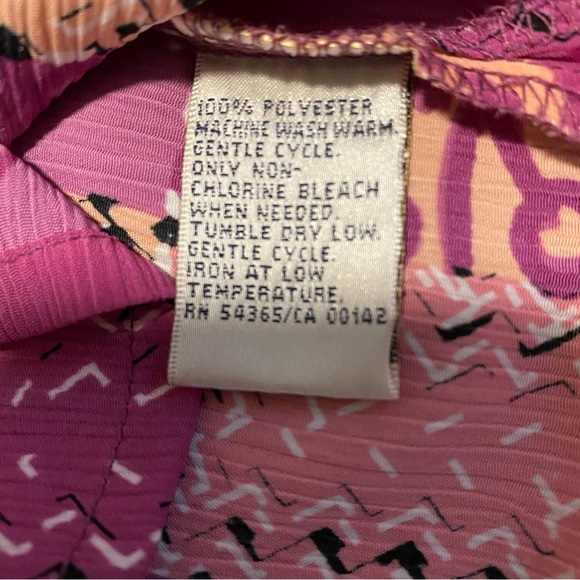 100% POLYESTER
MACHINE WASH WARM.
GENTLE CYCLE.
ONLY NON-
CHLORINE BLEACH
WHEN NEEDED.
TUMBLE DRY LOW.
GENTLE CYCLE.
IRON AT LOW
TEMPERATURE.
RN 54365/CA 00142